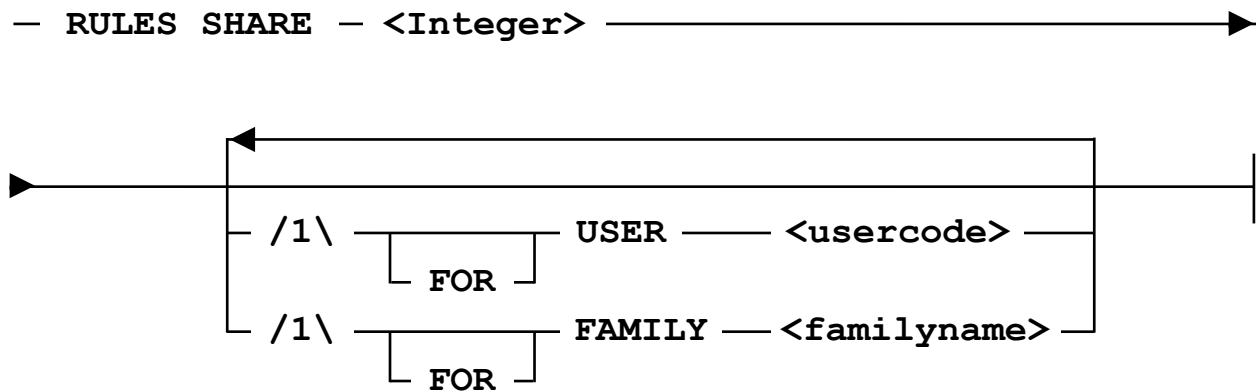 RULES SHARE <Integer>
/1\ USER <usercode>
FOR
/1\ FAMILY <familyname>
FOR